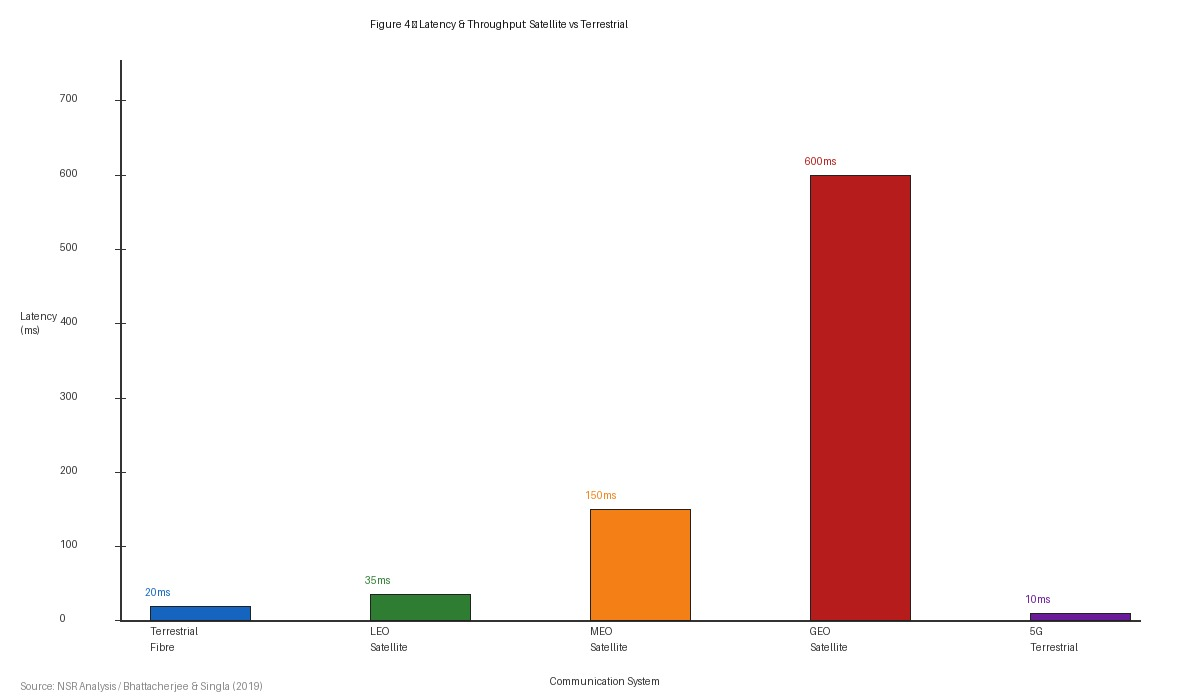 Figure 4▯ Latency & Throughput: Satellite vs Terrestrial
700
600
500
400
300
200
100
0
Latency
(ms)
20ms
35ms
150ms
600ms
10ms
Terrestrial
Fibre
LEO
Satellite
MEO
Satellite
GEO
Satellite
5G
Terrestrial
Communication System
Source: NSR Analysis / Bhattacherjee & Singla (2019)